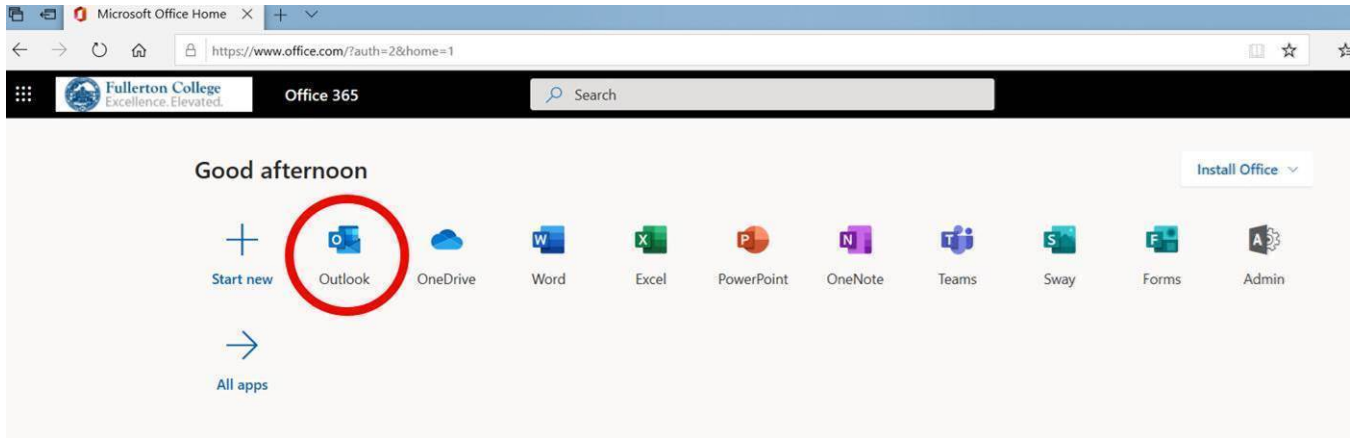 Microsoft Office Home
https://www.office.com/?auth=2&home=1
Fullerton College
Excellence. Elevated.
Office 365
Search
Good afternoon
Install Office
Start new
Outlook
OneDrive
Word
Excel
PowerPoint
OneNote
Teams
Sway
Forms
Admin
All apps